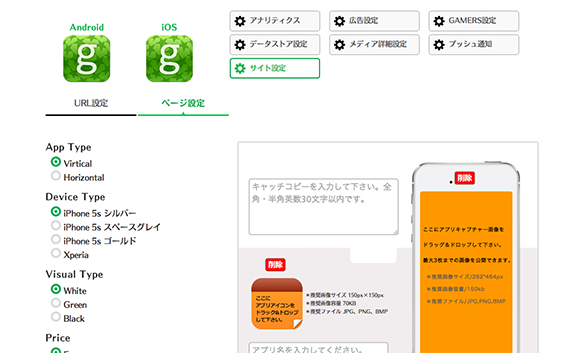 Android
iOS
g
g
アナリティクス
広告設定
GAMERS設定
データストア設定
メディア詳細設定
プッシュ通知
サイト設定
URL設定
ページ設定
App Type
Virtical
Horizontal
Device Type
iPhone 5s シルバー
iPhone 5s スペースグレイ
iPhone 5s ゴールド
Xperia
Visual Type
White
Green
Black
Price
キャッチコピーを入力して下さい。全
角・半角英数30文字以内です。
削除
ここに
アプリアイコンを
ドラッグ&ドロップ
して下さい。
※推奨画像サイズ 150px×150px
※推奨画像容量 70KB
※推奨ファイル JPG、PNG、BMP
アプリ名を入力してください。
削除
ここにアプリキャプチャー画像を
ドラッグ&ドロップして下さい。
最大3枚までの画像を公開できます。
※推奨画像サイズ/262*464px
※推奨画像容量/150kb
※推奨ファイル/JPG,PNG,BMP